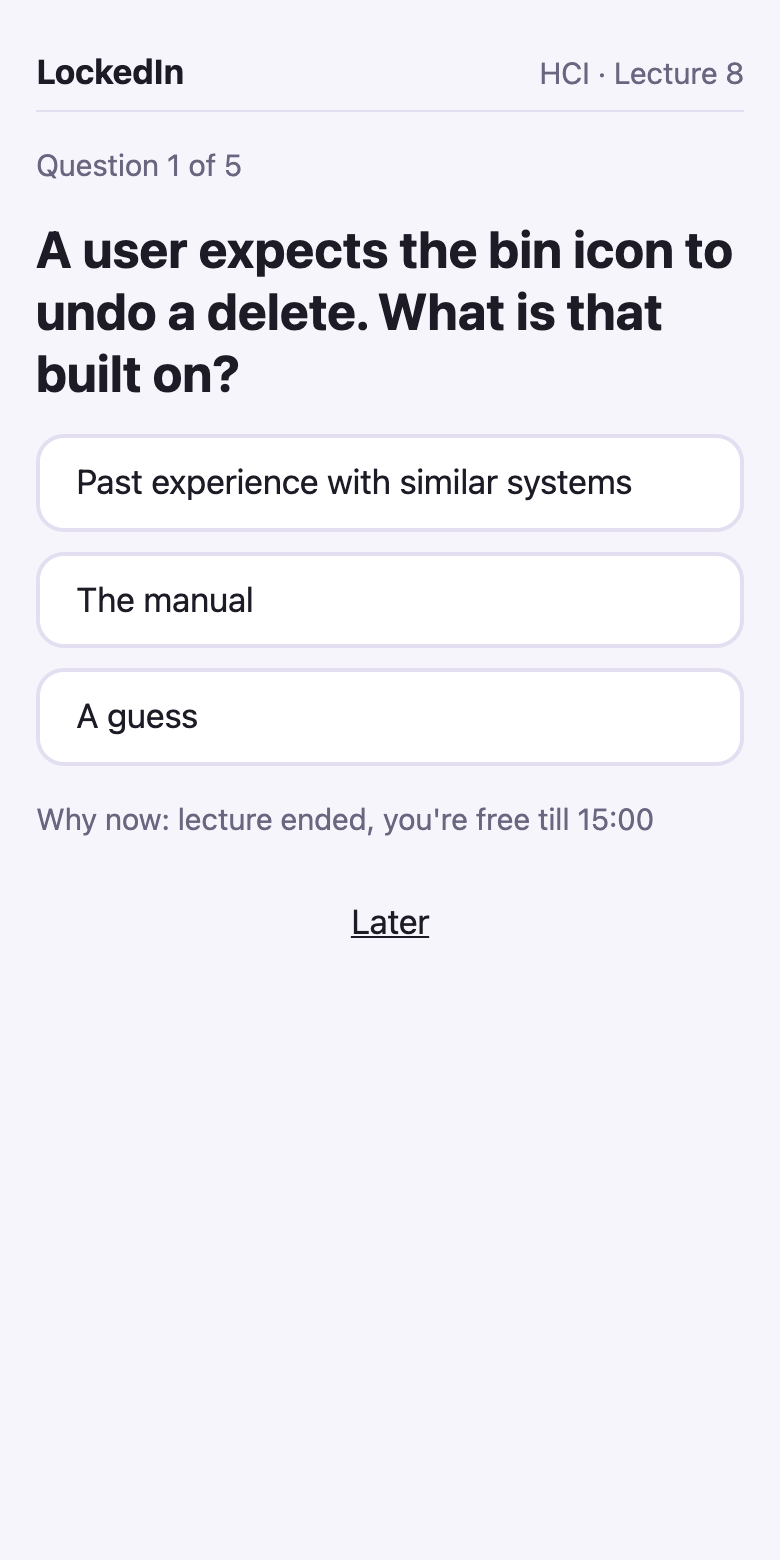 LockedIn
HCI · Lecture 8
Question 1 of 5
A user expects the bin icon to
undo a delete. What is that
built on?
Past experience with similar systems
The manual
A guess
Why now: lecture ended, you're free till 15:00
Later